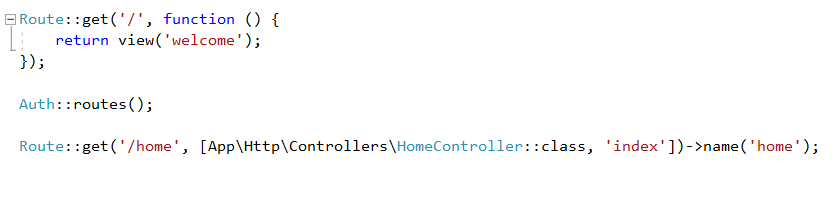 Route::get('/', function () {
    return view('welcome');
});
Auth::routes();
Route::get('/home', [App\Http\Controllers\HomeController::class, 'index'])->name('home');